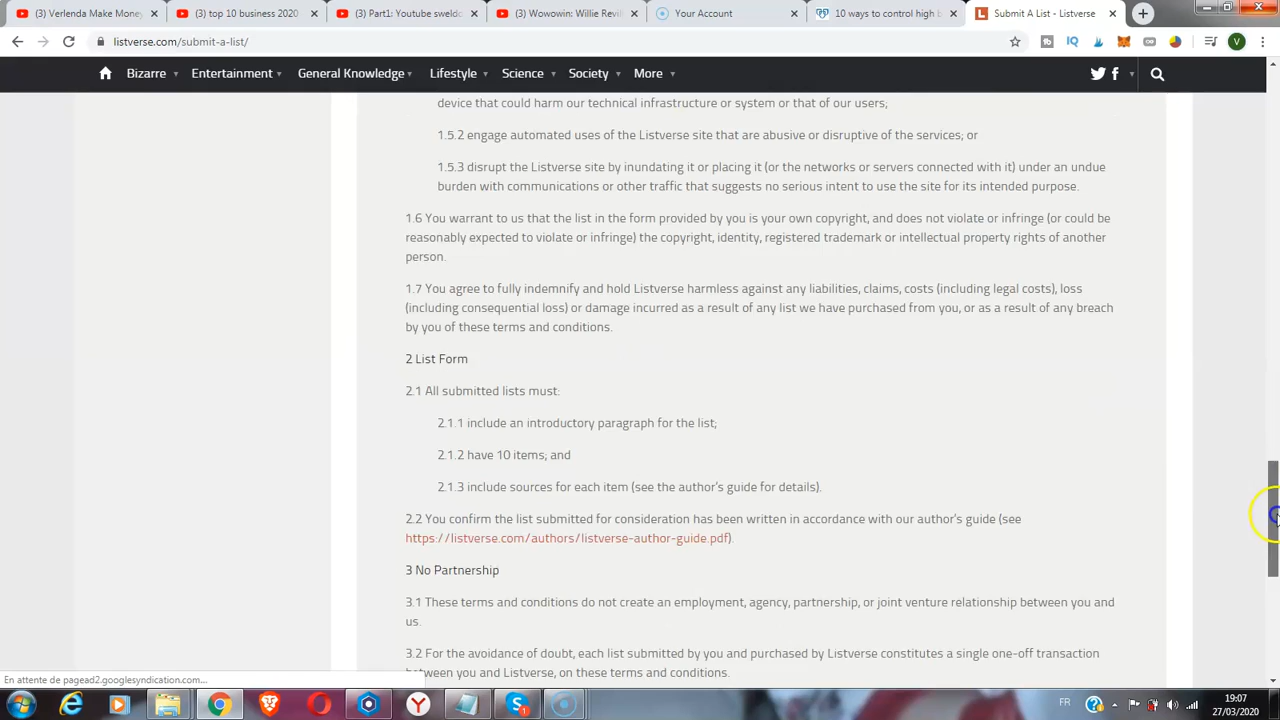 (3) Verlenda Make Money
(3) top 10 business 2020
(3) Part1: Youtube swedc
(3) Wowowin: Willie Revil
Your Account
10 ways to control high b
Submit A List - Listverse
listverse.com/submit-a-list/
V
Bizarre Entertainment General Knowledge Lifestyle Science Society More
device that could harm our technical infrastructure or system or that of our users;
1.5.2 engage automated uses of the Listverse site that are abusive or disruptive of the services; or
1.5.3 disrupt the Listverse site by inundating it or placing it (or the networks or servers connected with it) under an undue
burden with communications or other traffic that suggests no serious intent to use the site for its intended purpose.
1.6 You warrant to us that the list in the form provided by you is your own copyright, and does not violate or infringe (or could be
reasonably expected to violate or infringe) the copyright, identity, registered trademark or intellectual property rights of another
person.
1.7 You agree to fully indemnify and hold Listverse harmless against any liabilities, claims, costs (including legal costs), loss
(including consequential loss) or damage incurred as a result of any list we have purchased from you, or as a result of any breach
by you of these terms and conditions.
2 List Form
2.1 All submitted lists must:
2.1.1 include an introductory paragraph for the list;
2.1.2 have 10 items; and
2.1.3 include sources for each item (see the author's guide for details).
2.2 You confirm the list submitted for consideration has been written in accordance with our author's guide (see
https://listverse.com/authors/listverse-author-guide.pdf).
3 No Partnership
3.1 These terms and conditions do not create an employment, agency, partnership, or joint venture relationship between you and
us.
3.2 For the avoidance of doubt, each list submitted by you and purchased by Listverse constitutes a single one-off transaction
between you and Listverse, on these terms and conditions.
En attente de pagead2.googlesyndication.com...
FR
19:07
27/03/2020